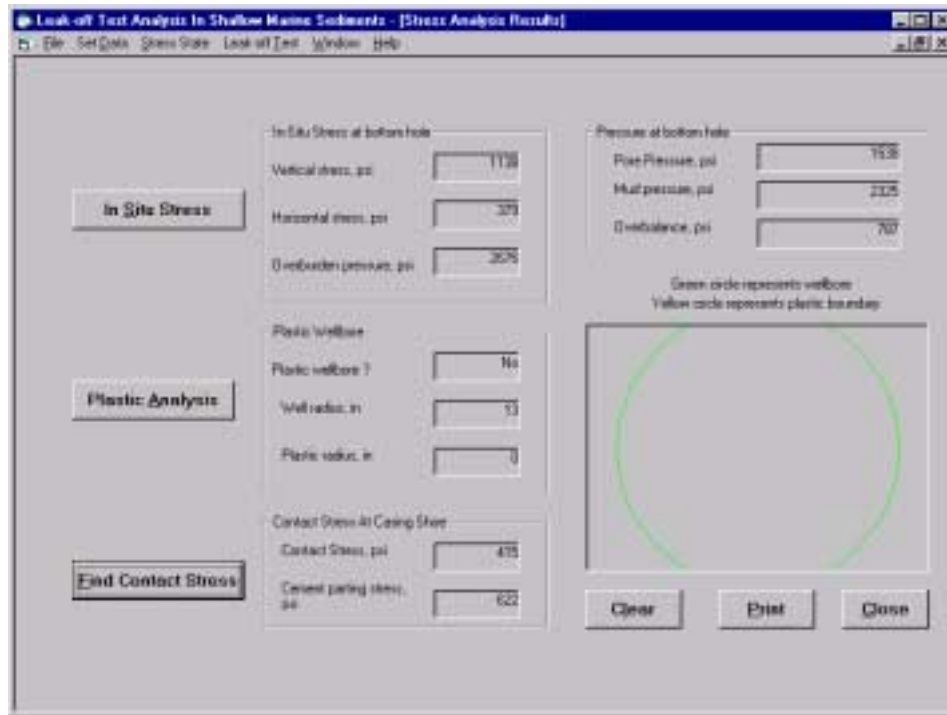 Leak-off Test Analysis In Shallow Marine Sediments - [Stress Analysis Results]
File Set Data Stress State Leak-off Test Window Help
In Situ Stress at bottom hole
Vertical stress, psi 1138
Horizontal stress, psi 379
Overburden pressure, psi 2676
In Site Stress
Pressure at bottom hole
Pore Pressure, psi 1538
Mud pressure, psi 2325
Overbalance, psi 787
Green circle represents wellbore
Yellow circle represents plastic boundary
Plastic Wellbore
Plastic wellbore ? No
Well radius, in 13
Plastic radius, in 0
Plastic Analysis
Contact Stress At Casing Shoe
Contact Stress, psi 415
Cement parting stress, psi 622
Find Contact Stress
Clear Print Close